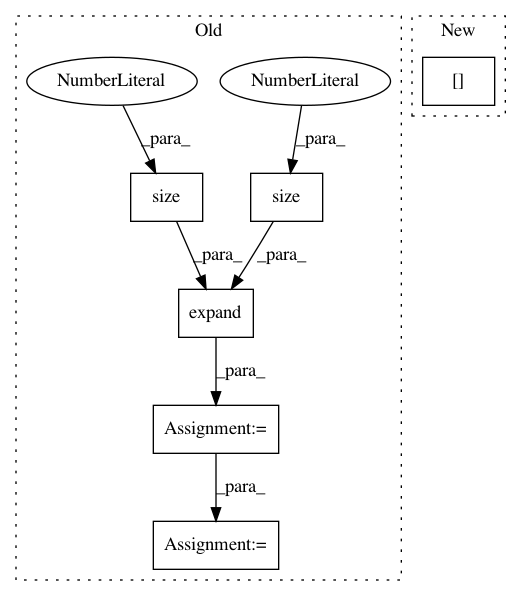 Old
New
NumberLiteral
NumberLiteral
[]
_para_
_para_
size
size
_para_
_para_
expand
_para_
Assignment:=
_para_
Assignment:=